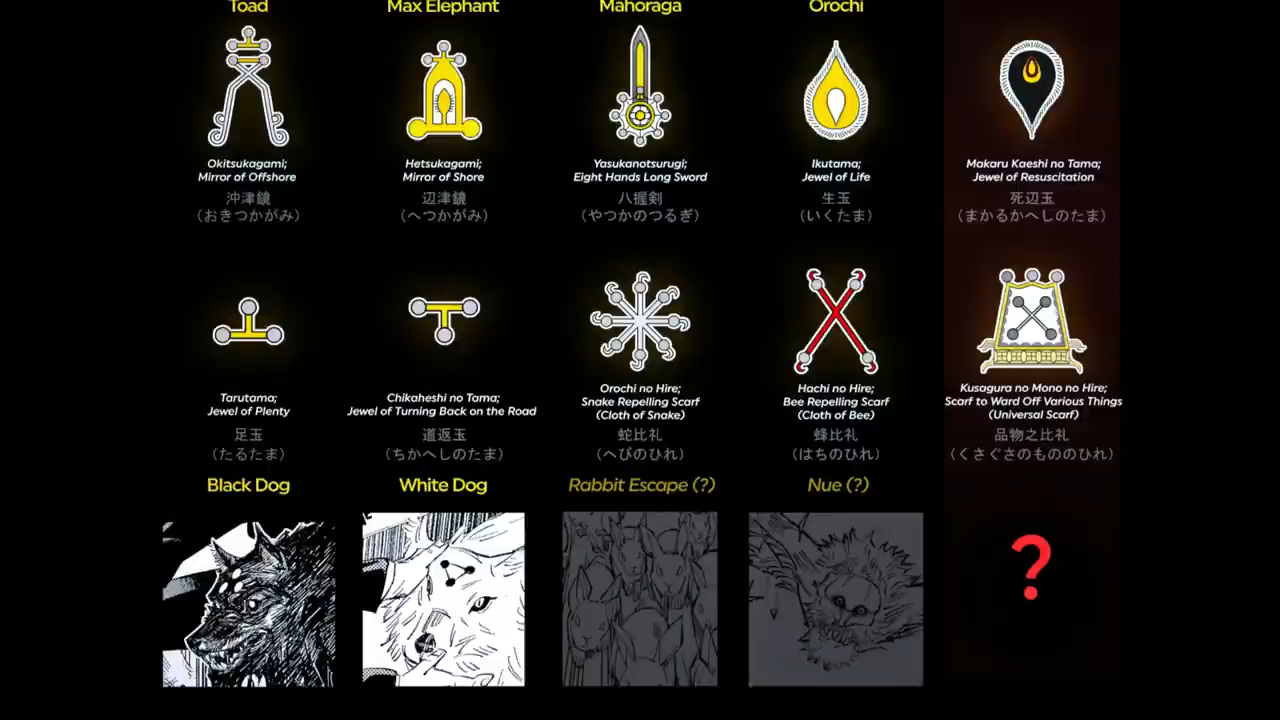 Toad
Max Elephant
Mahoraga
Orochi
Okitsukagami;
Mirror of Offshore
沖津鏡
（おきつかがみ）
Hetsukagami;
Mirror of Shore
辺津鏡
（へつかがみ）
Yasukanotsurugi;
Eight Hands Long Sword
八握剣
（やつかのつるぎ）
Ikutama;
Jewel of Life
生玉
（いくたま）
Makaru Kaeshi no Tama;
Jewel of Resuscitation
死辺玉
（まかるかへしのたま）
Tarutama;
Jewel of Plenty
足玉
（たるたま）
Chikaheshi no Tama;
Jewel of Turning Back on the Road
道返玉
（ちかへしのたま）
Orochi no Hire;
Snake Repelling Scarf
(Cloth of Snake)
蛇比礼
（へびのひれ）
Hachi no Hire;
Bee Repelling Scarf
(Cloth of Bee)
蜂比礼
（はちのひれ）
Kusagura no Mono no Hire;
Scarf to Ward Off Various Things
(Universal Scarf)
品物之比礼
（くさぐさのもののひれ）
Black Dog
White Dog
Rabbit Escape (?)
Nue (?)
?